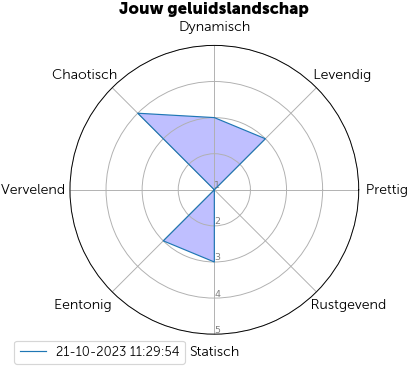 Jouw geluidslandschap
Dynamisch
Chaotisch
Levendig
Vervelend
1
Prettig
2
3
4
Eentonig
Rustgevend
5
21-10-2023 11:29:54
Statisch